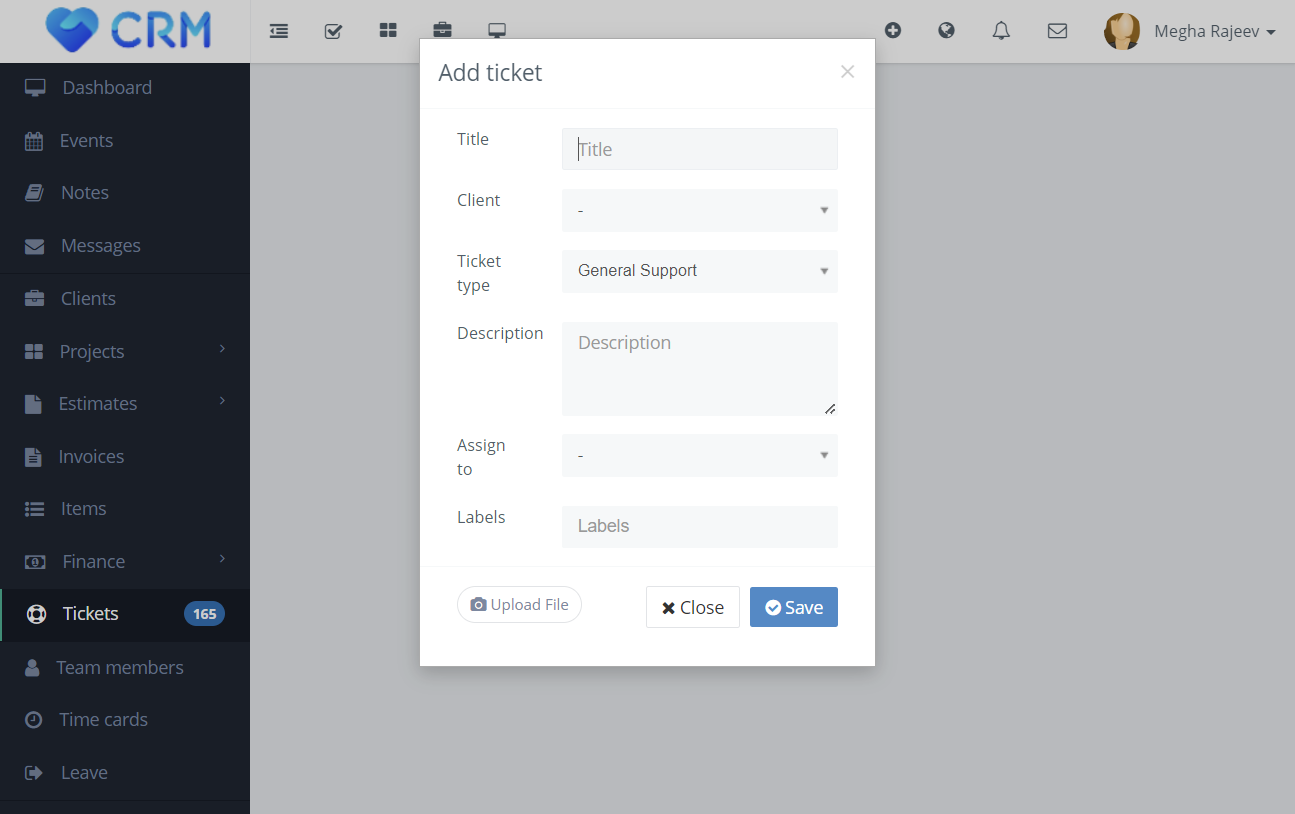 CRM
Megha Rajeev
Dashboard
Events
Notes
Messages
Clients
Projects
Estimates
Invoices
Items
Finance
Tickets 165
Team members
Time cards
Leave
Add ticket ×
Title Title
Client -
Ticket
type General Support
Description Description
Assign
to -
Labels Labels
Upload File Close Save